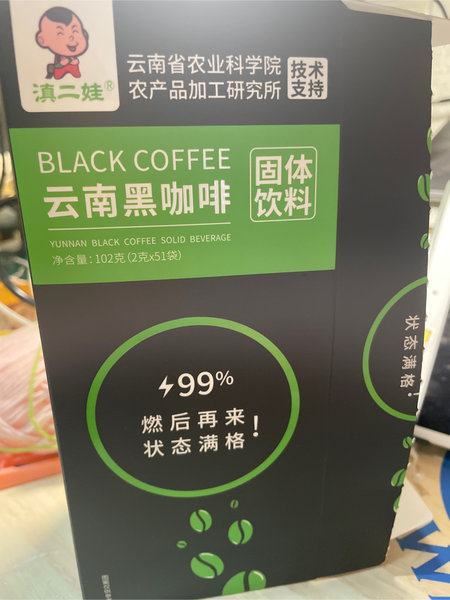 滇二娃®
云南省农业科学院
农产品加工研究所
技术
支持
BLACK COFFEE
云南黑咖啡
固体
饮料
YUNNAN BLACK COFFEE SOLID BEVERAGE
净含量:102克(2克x51袋)
99%
燃后再来
状态满格!
状态满格!